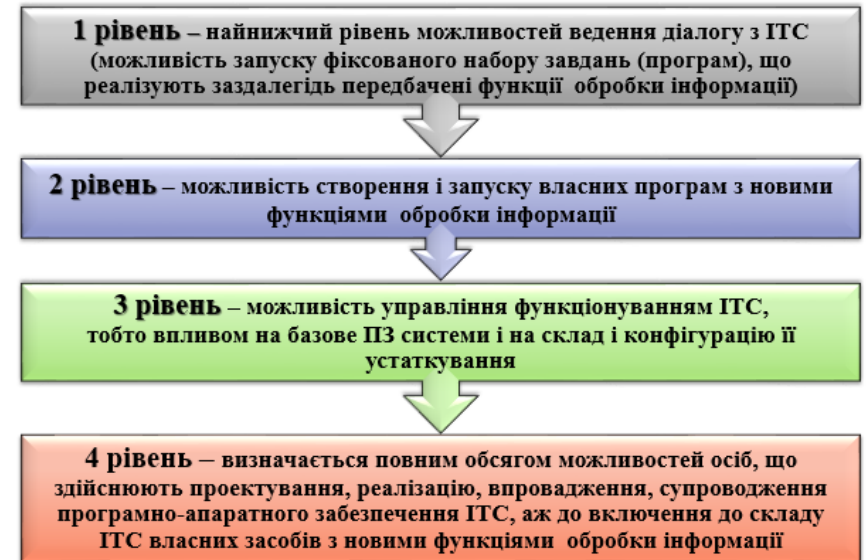 1 рівень – найнижчий рівень можливостей ведення діалогу з ІТС
(можливість запуску фіксованого набору завдань (програм), що
реалізують заздалегідь передбачені функції обробки інформації)
2 рівень – можливість створення і запуску власних програм з новими
функціями обробки інформації
3 рівень – можливість управління функціонуванням ІТС,
тобто впливом на базове ПЗ системи і на склад і конфігурацію її
устаткування
4 рівень – визначається повним обсягом можливостей осіб, що
здійснюють проектування, реалізацію, впровадження, супроводження
програмно-апаратного забезпечення ІТС, аж до включення до складу
ІТС власних засобів з новими функціями обробки інформації